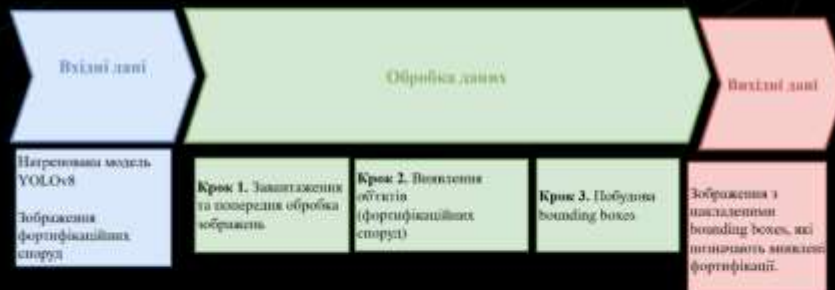 Вхідні дані
Обробка даних
Вихідні дані
Натренована модель
YOLOv8
Зображення
фортифікаційних
споруд
Крок 1. Завантаження
та попередня обробка
зображень
Крок 2. Виявлення
об'єктів
(фортифікаційних
споруд)
Крок 3. Побудова
bounding boxes
Зображення з
накладеними
bounding boxes, які
позначають виявлені
фортифікації.